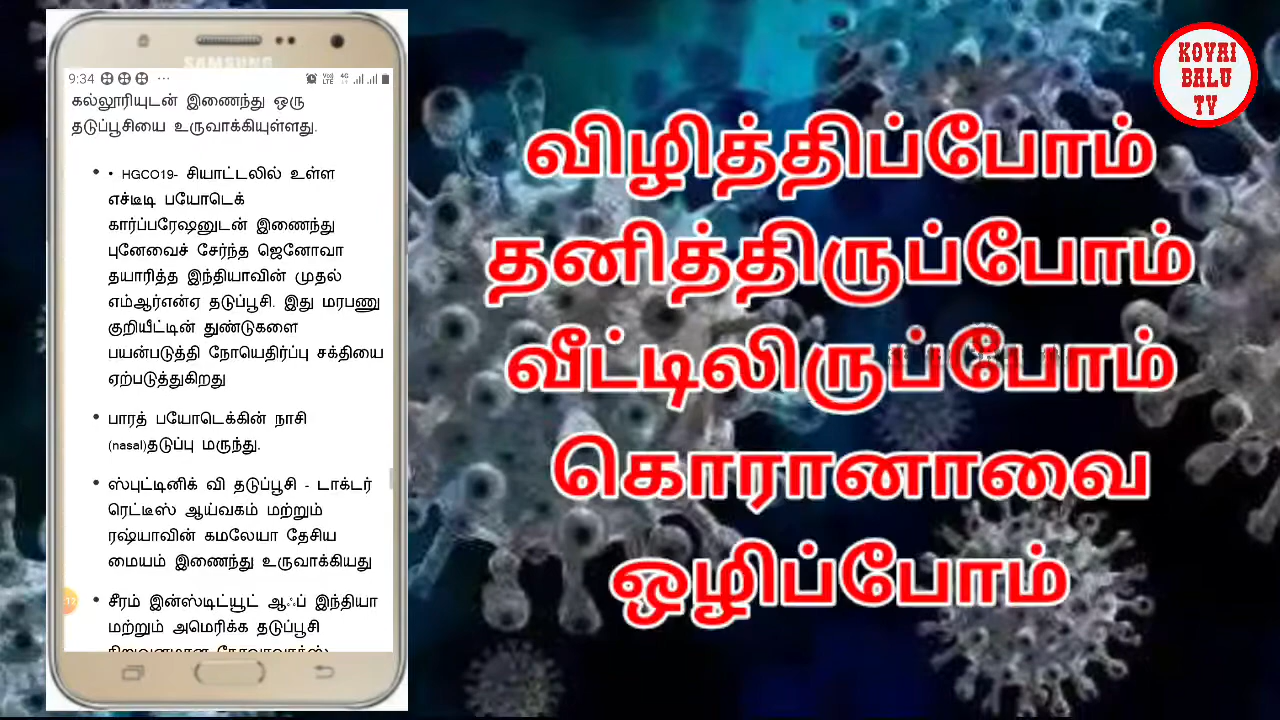 SAMSUNG
9:34
கல்லூரியுடன் இணைந்து ஒரு
தடுப்பூசியை உருவாக்கியுள்ளது.
• • HGCO19- சியாட்டலில் உள்ள
எச்டீடி பயோடெக்
கார்ப்பரேஷனுடன் இணைந்து
புனேவைச் சேர்ந்த ஜெனோவா
தயாரித்த இந்தியாவின் முதல்
எம்ஆர்என்ஏ தடுப்பூசி. இது மரபணு
குறியீட்டின் துண்டுகளை
பயன்படுத்தி நோயெதிர்ப்பு சக்தியை
ஏற்படுத்துகிறது
• பாரத் பயோடெக்கின் நாசி
(nasal)தடுப்பு மருந்து.
• ஸ்புட்டினிக் வி தடுப்பூசி - டாக்டர்
ரெட்டீஸ் ஆய்வகம் மற்றும்
ரஷ்யாவின் கமலேயா தேசிய
மையம் இணைந்து உருவாக்கியது
• சீரம் இன்ஸ்டிட்யூட் ஆஃப் இந்தியா
மற்றும் அமெரிக்க தடுப்பூசி
விழித்திப்போம்
தனித்திருப்போம்
வீட்டிலிருப்போம்
கொரானாவை
ஒழிப்போம்
KOVAI
BALU
TV